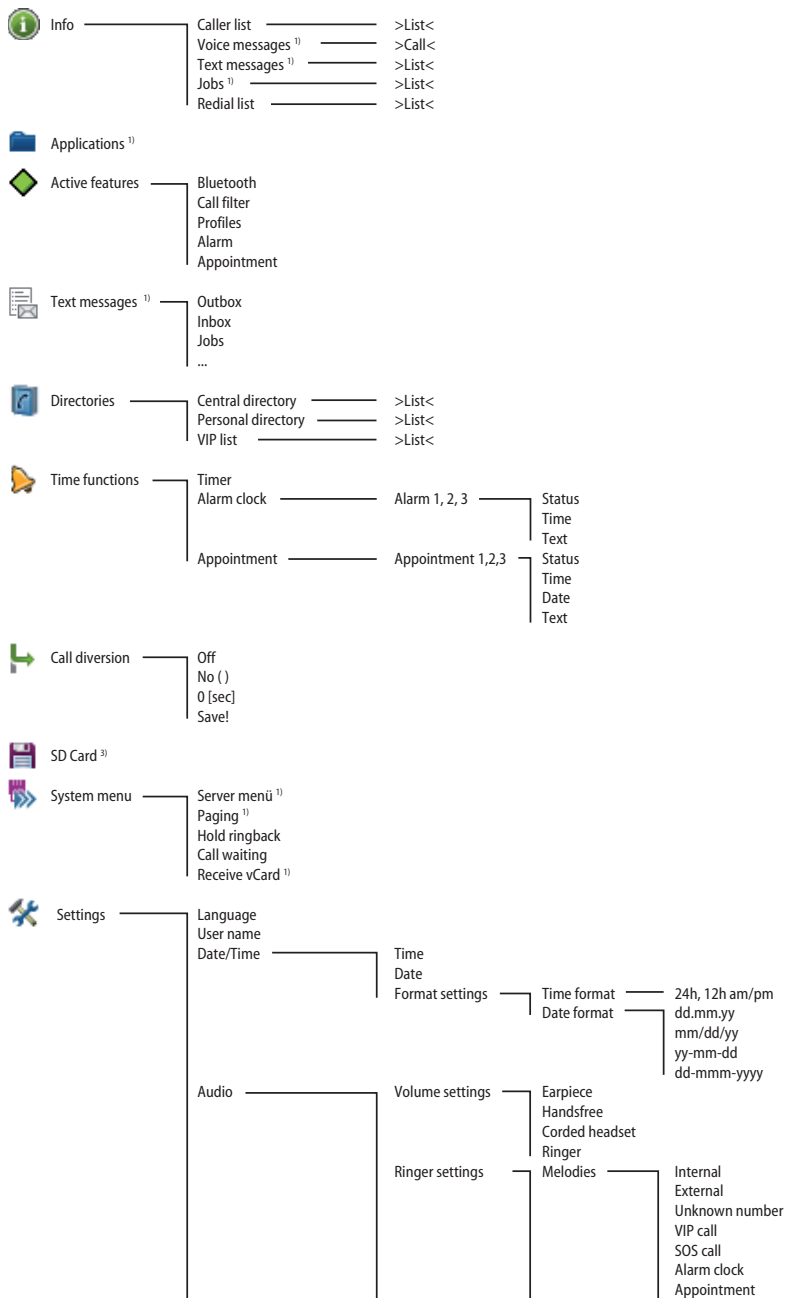 Info Caller list >List<
Voice messages 1) >Call<
Text messages 1) >List<
Jobs 1) >List<
Redial list >List<
Applications 1)
Active features Bluetooth
Call filter
Profiles
Alarm
Appointment
Text messages 1) Outbox
Inbox
Jobs
...
Directories Central directory >List<
Personal directory >List<
VIP list >List<
Time functions Timer
Alarm clock Alarm 1, 2, 3 Status
Time
Text
Appointment Appointment 1,2,3 Status
Time
Date
Text
Call diversion Off
No ( )
0 [sec]
Save!
SD Card 3)
System menu Server menü 1)
Paging 1)
Hold ringback
Call waiting
Receive vCard 1)
Settings Language
User name
Date/Time Time
Date
Format settings Time format 24h, 12h am/pm
Date format dd.mm.yy
mm/dd/yy
yy-mm-dd
dd-mmm-yyyy
Audio Volume settings Earpiece
Handsfree
Corded headset
Ringer
Ringer settings Melodies Internal
External
Unknown number
VIP call
SOS call
Alarm clock
Appointment